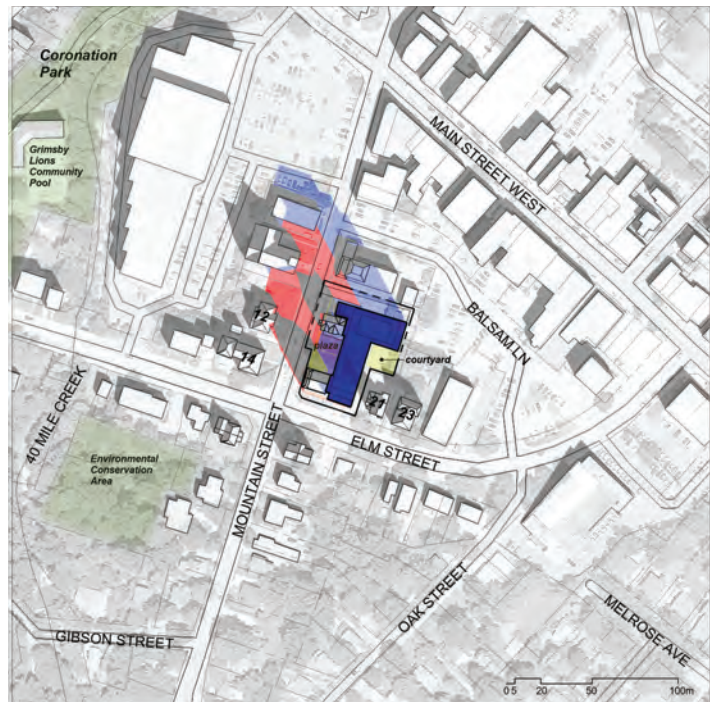 Coronation
Park
Grimsby
Lions
Community
Pool
MAIN STREET WEST
BALSAM LN
12
plaza
14
courtyard
21
23
40 MILE CREEK
ELM STREET
Environmental
Conservation
Area
MOUNTAIN STREET
OAK STREET
GIBSON STREET
MELROSE AVE
0 5 20 50 100m